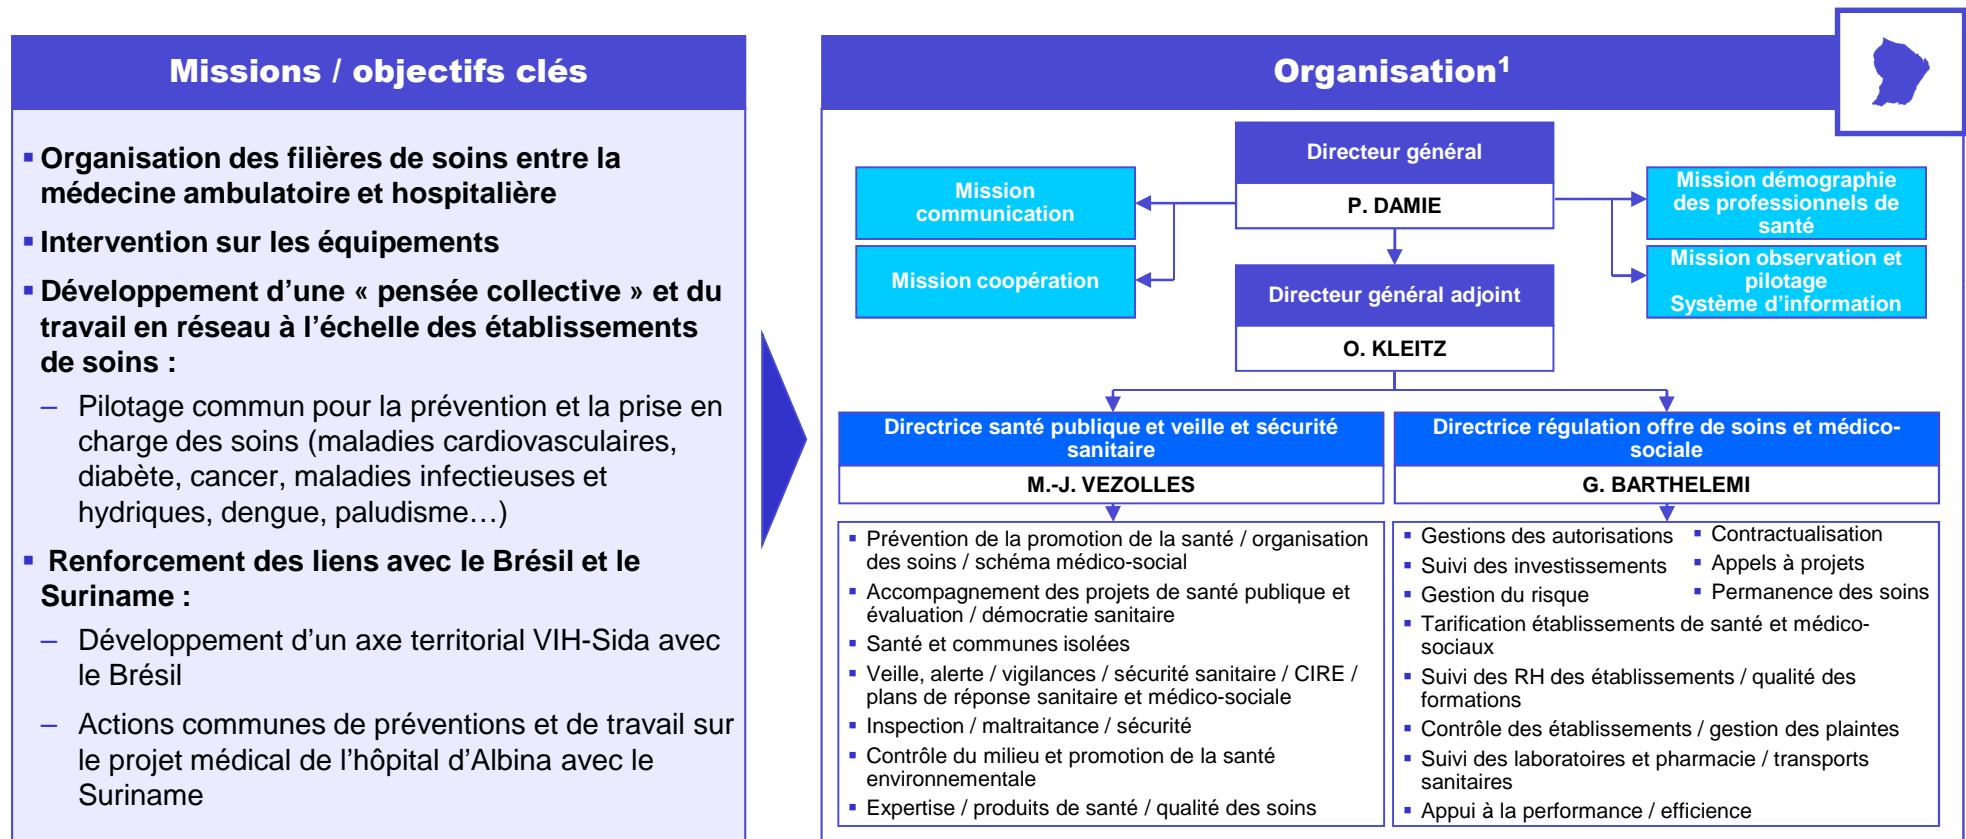 Missions / objectifs clés
▪ Organisation des filières de soins entre la
médecine ambulatoire et hospitalière
▪ Intervention sur les équipements
▪ Développement d’une « pensée collective » et du
travail en réseau à l’échelle des établissements
de soins :
– Pilotage commun pour la prévention et la prise en
charge des soins (maladies cardiovasculaires,
diabète, cancer, maladies infectieuses et
hydriques, dengue, paludisme…)
▪ Renforcement des liens avec le Brésil et le
Suriname :
– Développement d’un axe territorial VIH-Sida avec
le Brésil
– Actions communes de préventions et de travail sur
le projet médical de l’hôpital d’Albina avec le
Suriname
Organisation1
Directeur général
P. DAMIE
Mission
communication
Mission coopération
Mission démographie
des professionnels de
santé
Mission observation et
pilotage
Système d’information
Directeur général adjoint
O. KLEITZ
Directrice santé publique et veille et sécurité
sanitaire
M.-J. VEZOLLES
▪ Prévention de la promotion de la santé / organisation
des soins / schéma médico-social
▪ Accompagnement des projets de santé publique et
évaluation / démocratie sanitaire
▪ Santé et communes isolées
▪ Veille, alerte / vigilances / sécurité sanitaire / CIRE /
plans de réponse sanitaire et médico-sociale
▪ Inspection / maltraitance / sécurité
▪ Contrôle du milieu et promotion de la santé
environnementale
▪ Expertise / produits de santé / qualité des soins
Directrice régulation offre de soins et médico-
sociale
G. BARTHELEMI
▪ Gestions des autorisations
▪ Suivi des investissements
▪ Gestion du risque
▪ Contractualisation
▪ Appels à projets
▪ Permanence des soins
▪ Tarification établissements de santé et médico-
sociaux
▪ Suivi des RH des établissements / qualité des
formations
▪ Contrôle des établissements / gestion des plaintes
▪ Suivi des laboratoires et pharmacie / transports
sanitaires
▪ Appui à la performance / efficience